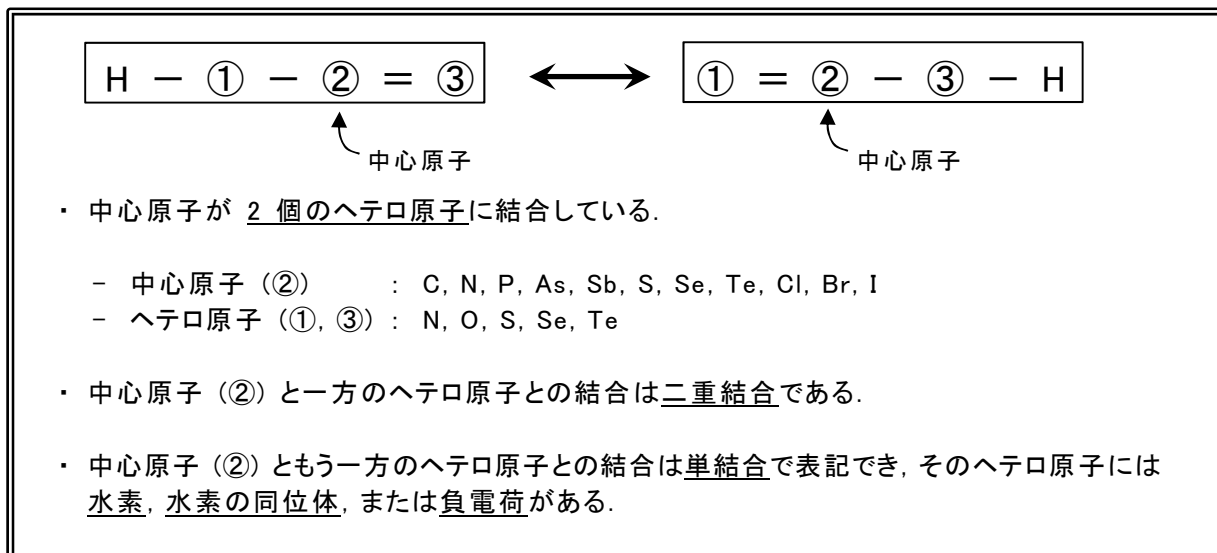 H － ① － ② ＝ ③ ① ＝ ② － ③ － H
中心原子 中心原子
・ 中心原子が 2 個のヘテロ原子に結合している.
－ 中心原子 (②) : C, N, P, As, Sb, S, Se, Te, Cl, Br, I
－ ヘテロ原子 (①, ③) : N, O, S, Se, Te
・ 中心原子 (②) と一方のヘテロ原子との結合は二重結合である.
・ 中心原子 (②) ともう一方のヘテロ原子との結合は単結合で表記でき, そのヘテロ原子には
水素, 水素の同位体, または負電荷がある.